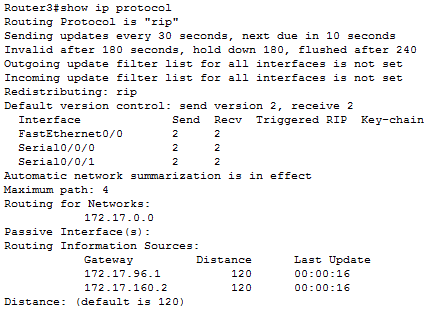 Router3#show ip protocol
Routing Protocol is "rip"
Sending updates every 30 seconds, next due in 10 seconds
Invalid after 180 seconds, hold down 180, flushed after 240
Outgoing update filter list for all interfaces is not set
Incoming update filter list for all interfaces is not set
Redistributing: rip
Default version control: send version 2, receive 2
Interface Send Recv Triggered RIP Key-chain
FastEthernet0/0 2 2
Serial0/0/0 2 2
Serial0/0/1 2 2
Automatic network summarization is in effect
Maximum path: 4
Routing for Networks:
172.17.0.0
Passive Interface(s):
Routing Information Sources:
Gateway Distance Last Update
172.17.96.1 120 00:00:16
172.17.160.2 120 00:00:16
Distance: (default is 120)